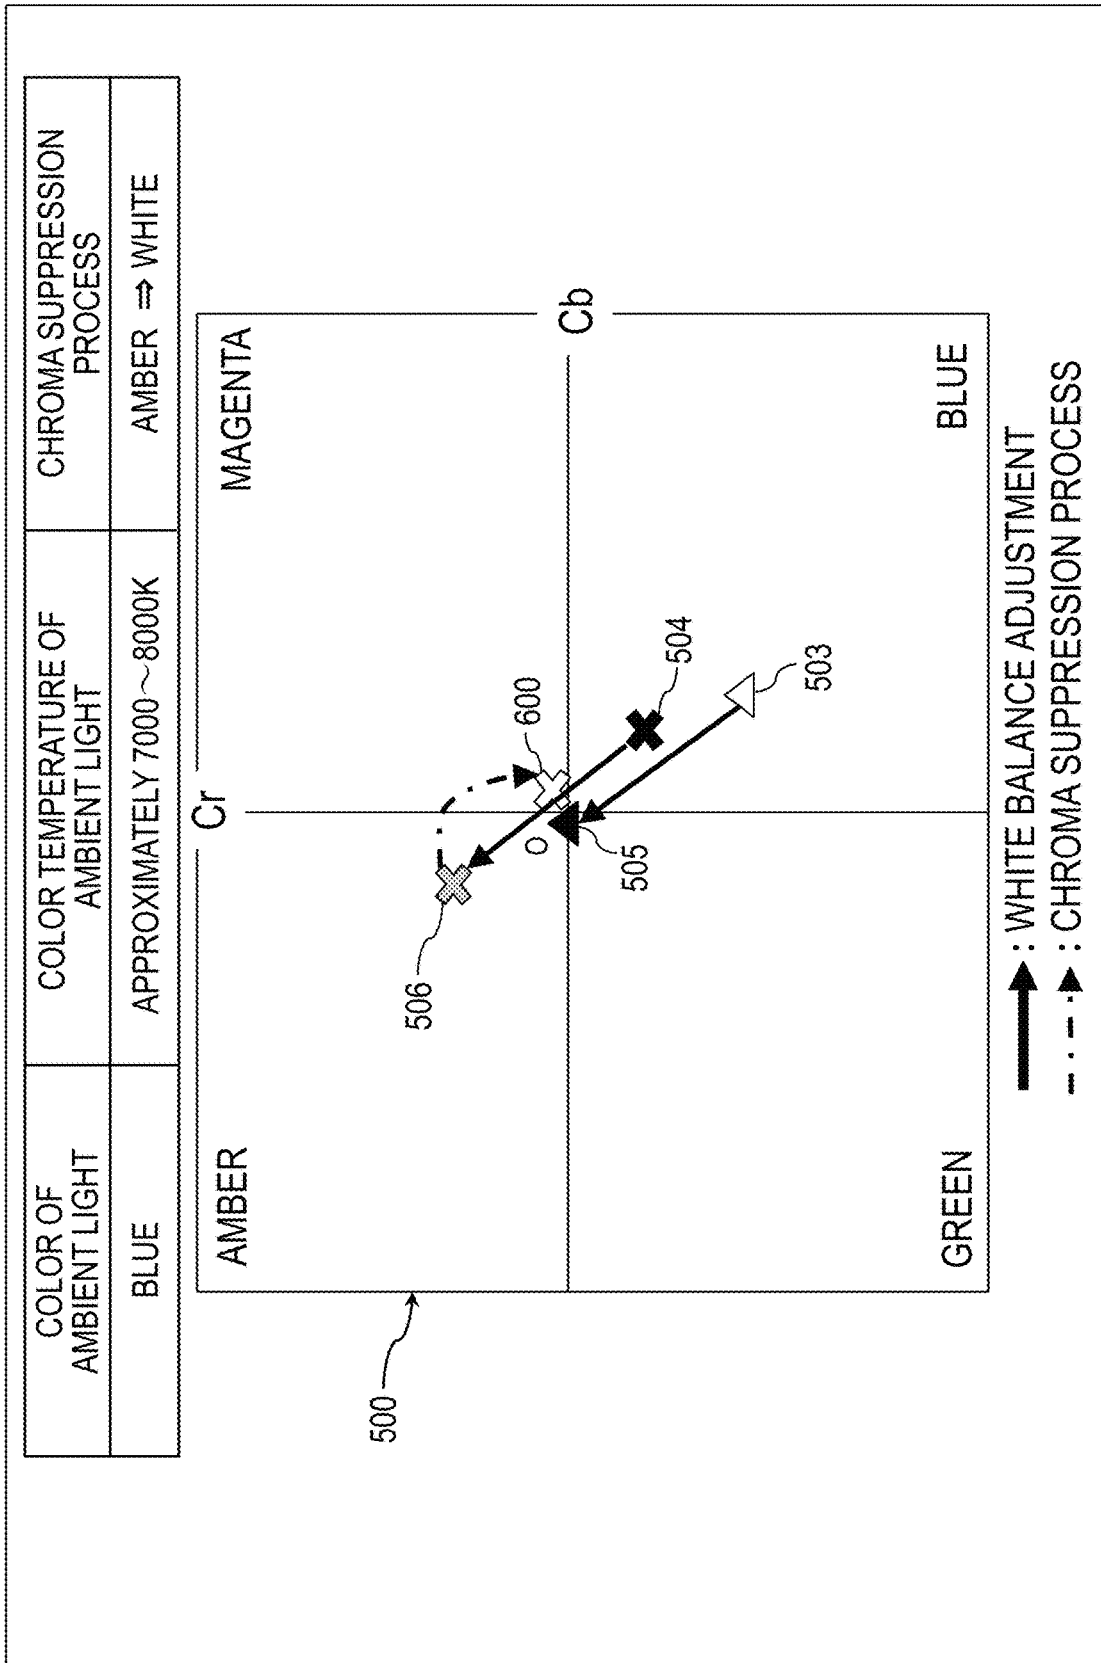 COLOR OF
AMBIENT LIGHT
COLOR TEMPERATURE OF
AMBIENT LIGHT
CHROMA SUPPRESSION
PROCESS
BLUE
APPROXIMATELY 7000~8000K
AMBER ⇒ WHITE
500
Cr
AMBER
MAGENTA
506
600
O
Cb
505
504
503
GREEN
BLUE
: WHITE BALANCE ADJUSTMENT
: CHROMA SUPPRESSION PROCESS